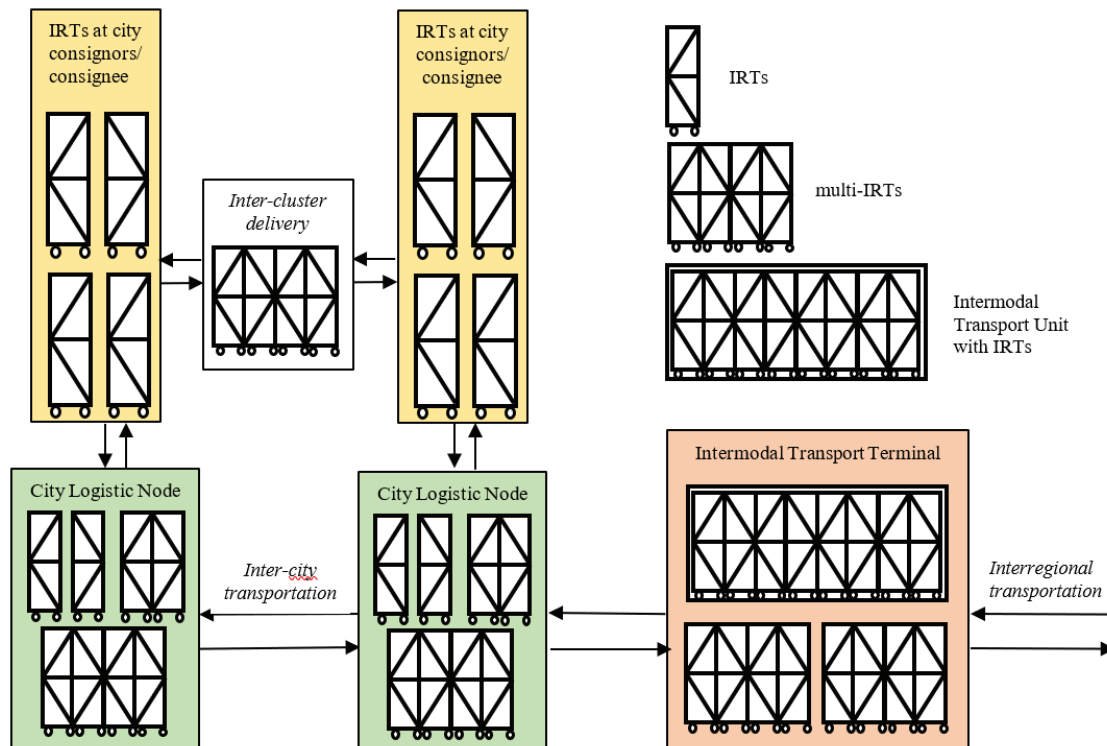 IRTs at city
consignors/
consignee
IRTs at city
consignors/
consignee
IRTs
multi-IRTs
Inter-cluster
delivery
Intermodal
Transport Unit
with IRTs
City Logistic Node
City Logistic Node
Intermodal Transport Terminal
Inter-city
transportation
Interregional
transportation